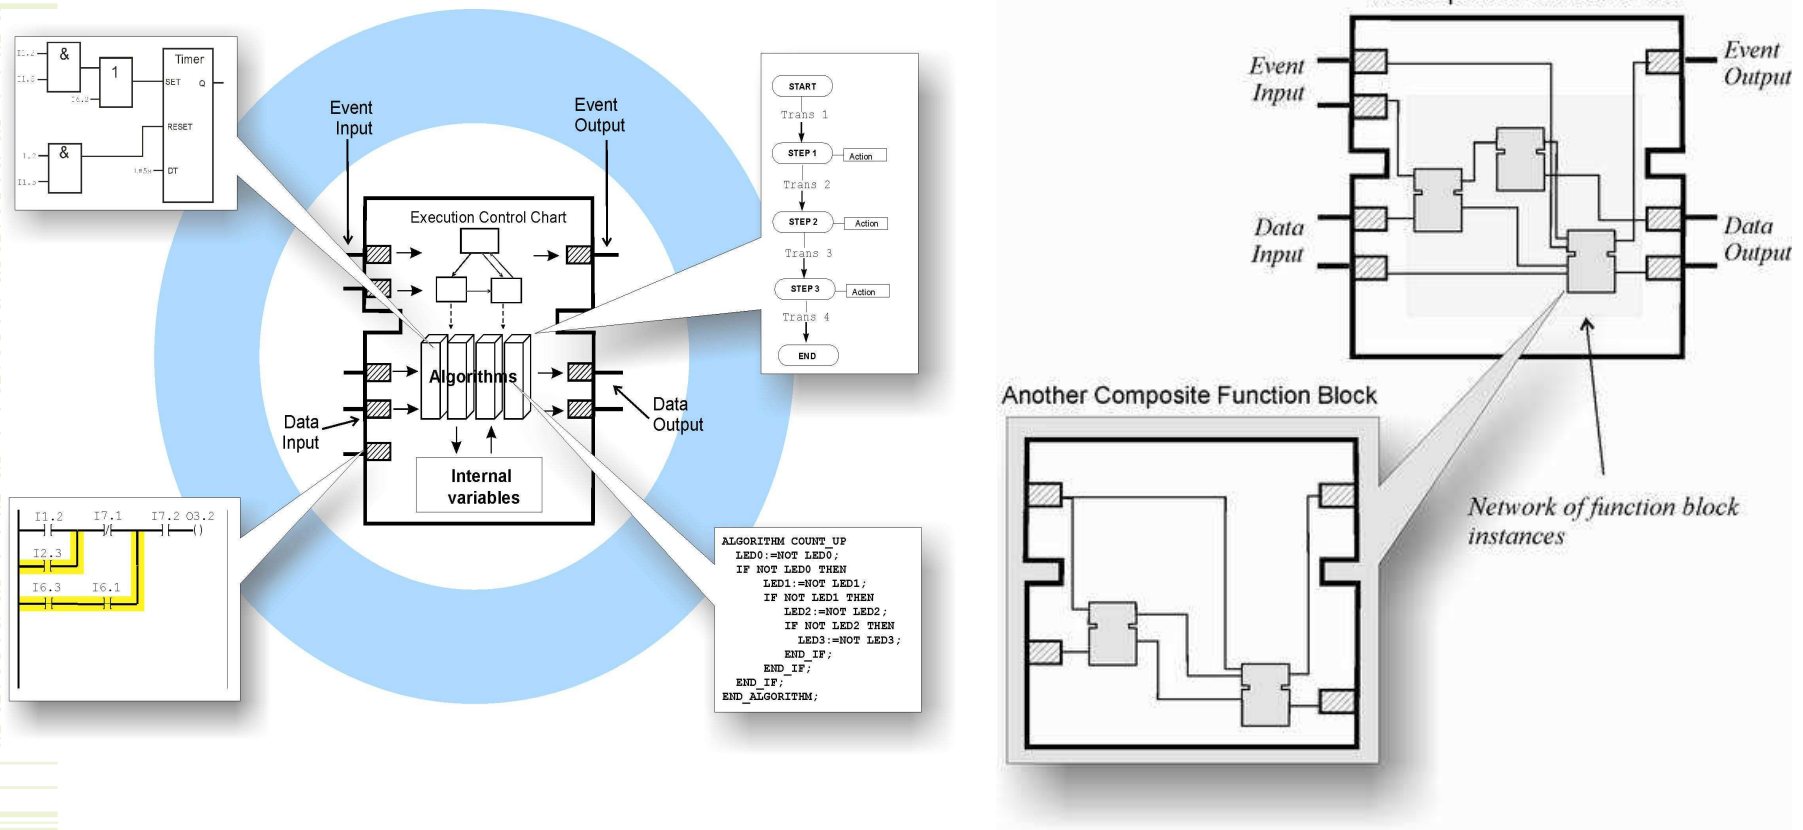 &
1
Timer
SET
Q
RESET
&
DT
Event
Input
Event
Output
Execution Control Chart
Algorithms
Data
Input
Data
Output
Internal
variables
START
Trans 1
STEP 1
Action
Trans 2
STEP 2
Action
Trans 3
STEP 3
Action
Trans 4
END
I1.2
I7.1
I7.2 O3.2
I2.3
I6.3
I6.1
ALGORITHM COUNT_UP
LED0:=NOT LED0;
IF NOT LED0 THEN
LED1:=NOT LED1;
IF NOT LED1 THEN
LED2:=NOT LED2;
IF NOT LED2 THEN
LED3:=NOT LED3;
END_IF;
END_IF;
END_IF;
END_ALGORITHM;
Event
Input
Event
Output
Data
Input
Data
Output
Another Composite Function Block
Network of function block
instances